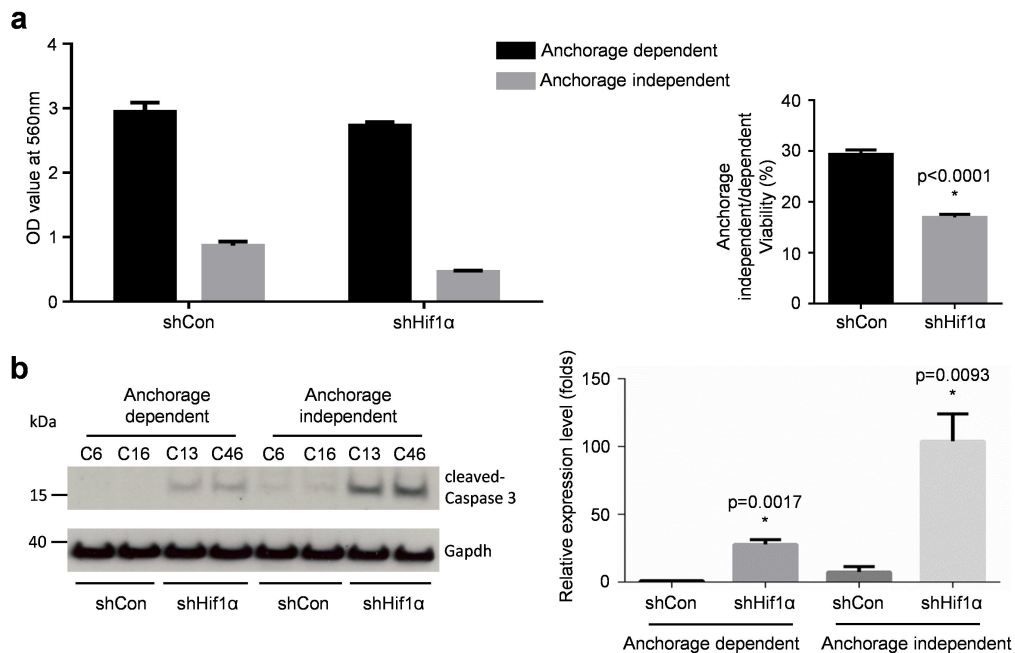 a
4
3
2
1
0
OD value at 560nm
shCon
shHif1α
Anchorage dependent
Anchorage independent
40
30
20
10
0
Anchorage
independent/dependent
Viability (%)
p<0.0001
*
shCon
shHif1α
b
kDa
Anchorage
dependent
Anchorage
independent
C6 C16 C13 C46 C6 C16 C13 C46
15
cleaved-
Caspase 3
40
Gapdh
shCon shHif1α shCon shHif1α
Relative expression level (folds)
150
100
50
0
p=0.0017
*
p=0.0093
*
shCon shHif1α shCon shHif1α
Anchorage dependent Anchorage independent